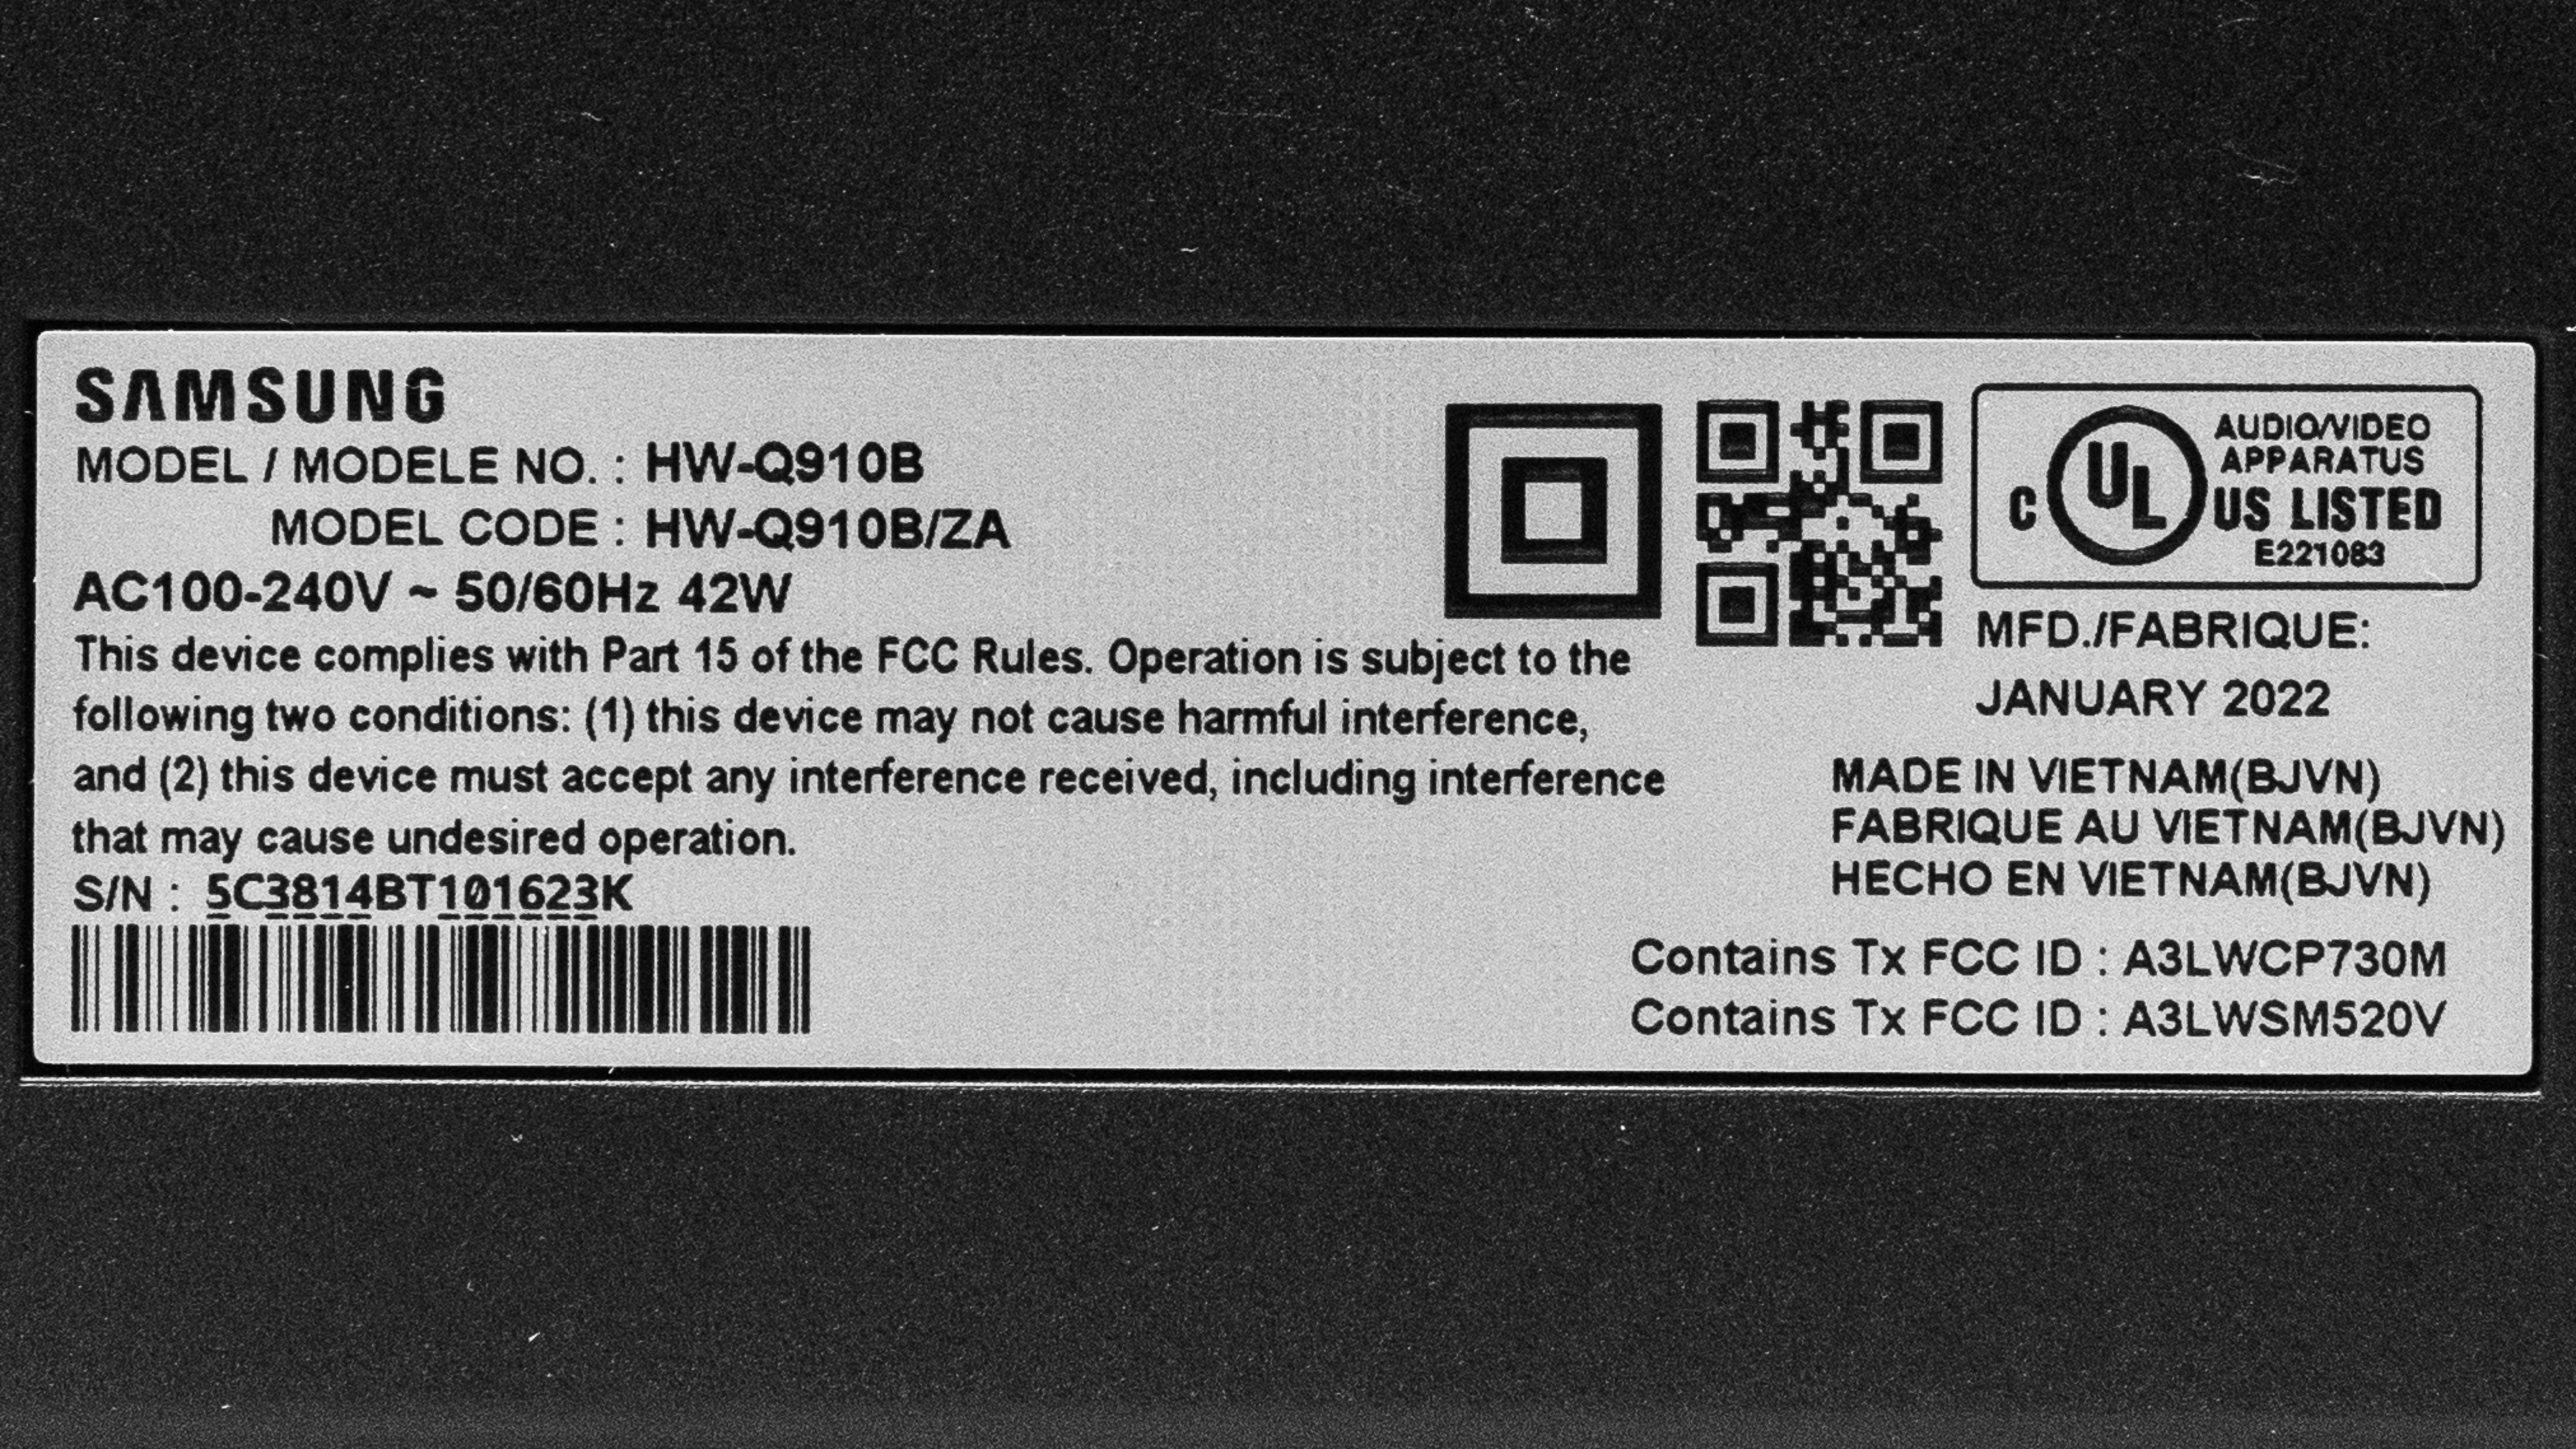 SAMSUNG
MODEL / MODELE NO. : HW-Q910B
MODEL CODE : HW-Q910B/ZA
AC100-240V ~ 50/60Hz 42W
This device complies with Part 15 of the FCC Rules. Operation is subject to the
following two conditions: (1) this device may not cause harmful interference,
and (2) this device must accept any interference received, including interference
that may cause undesired operation.
S/N : 5C3814BT101623K
AUDIO/VIDEO
APPARATUS
C UL US LISTED
E221083
MFD./FABRIQUE:
JANUARY 2022
MADE IN VIETNAM(BJVN)
FABRIQUE AU VIETNAM(BJVN)
HECHO EN VIETNAM(BJVN)
Contains Tx FCC ID : A3LWCP730M
Contains Tx FCC ID : A3LWSM520V